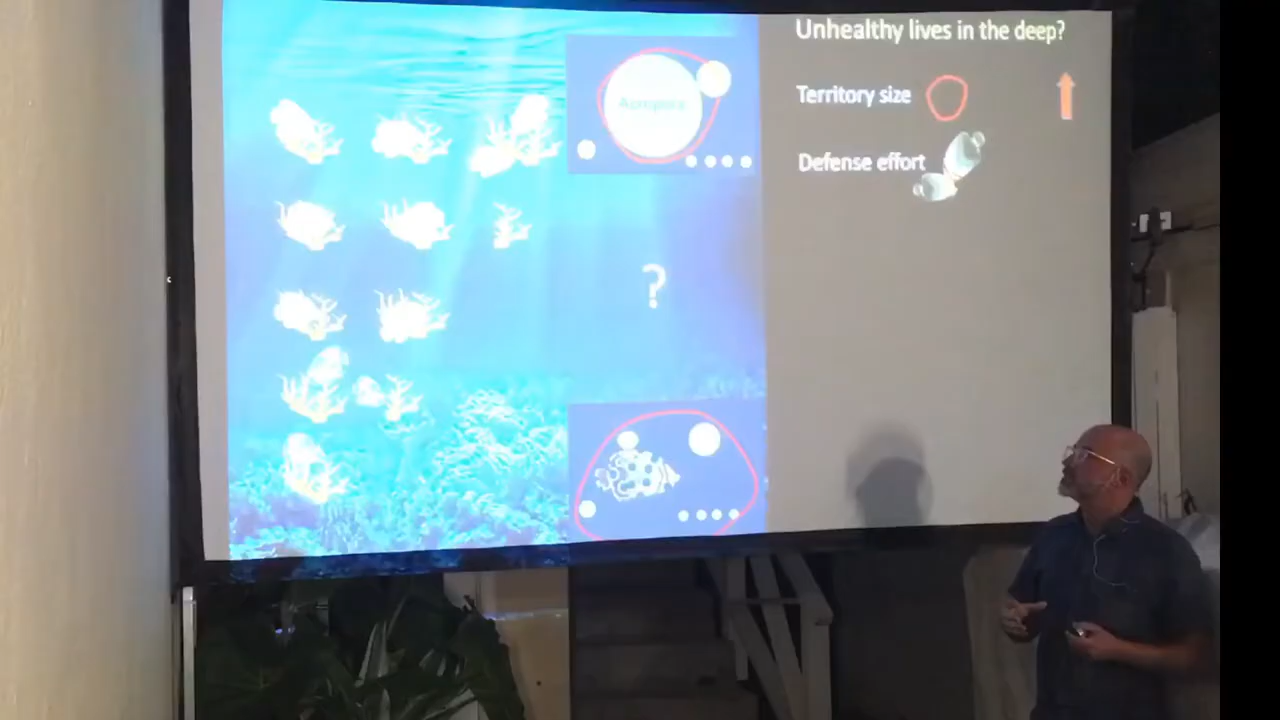 Unhealthy lives in the deep?
Acropora
Territory size
Defense effort
?